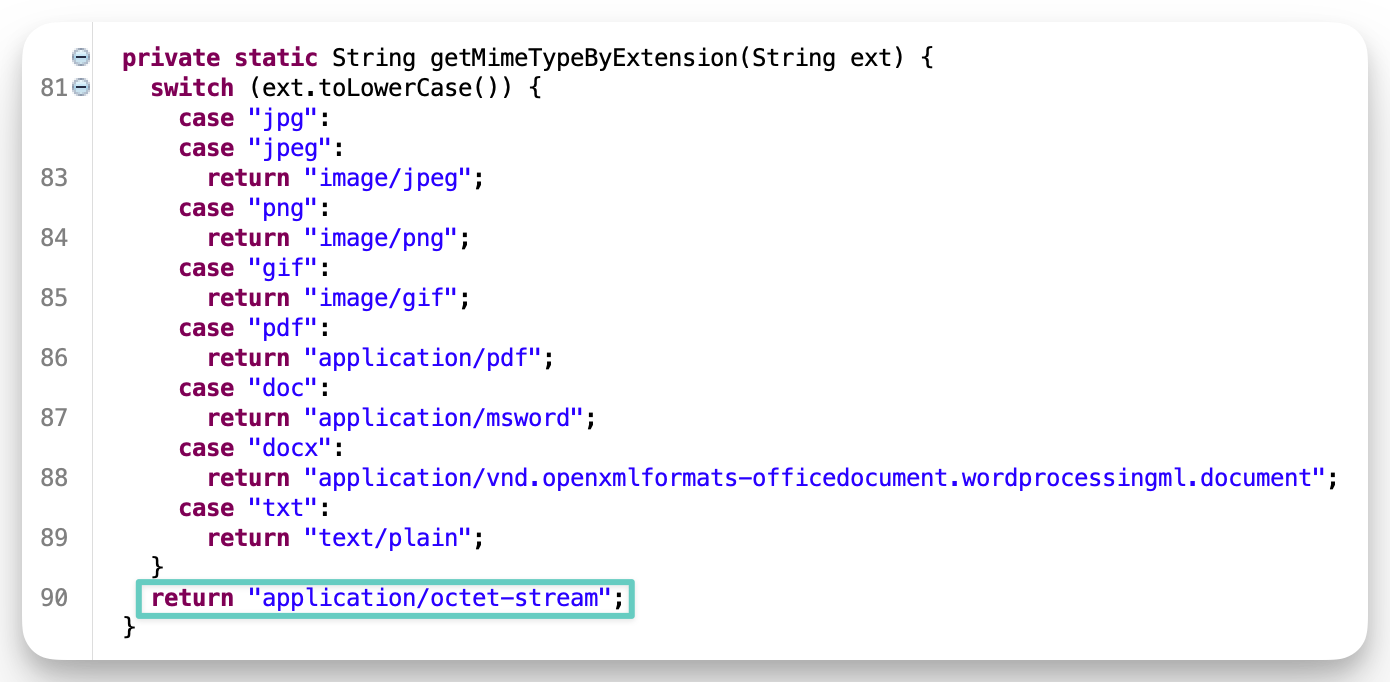 private static String getMimeTypeByExtension(String ext) {
81 switch (ext.toLowerCase()) {
case "jpg":
case "jpeg":
83 return "image/jpeg";
case "png":
84 return "image/png";
case "gif":
85 return "image/gif";
case "pdf":
86 return "application/pdf";
case "doc":
87 return "application/msword";
case "docx":
88 return "application/vnd.openxmlformats-officedocument.wordprocessingml.document";
case "txt":
89 return "text/plain";
}
90 return "application/octet-stream";
}